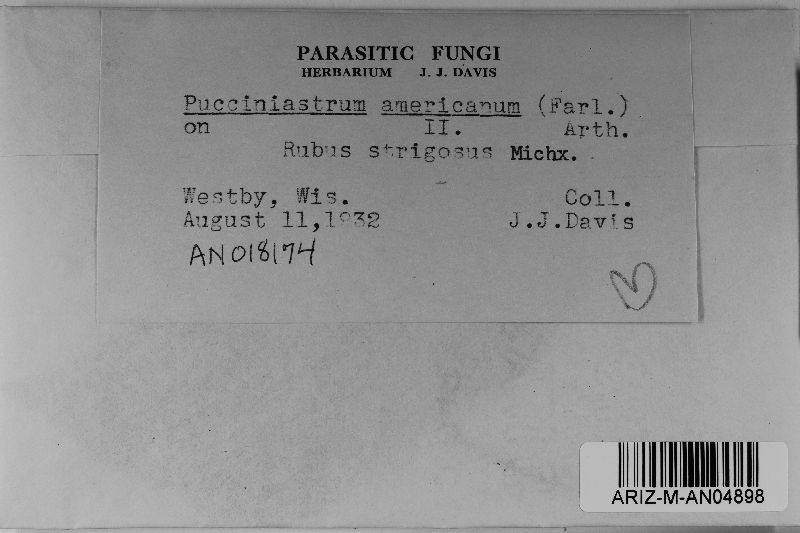 PARASITIC FUNGI
HERBARIUM J. J. DAVIS
Pucciniastrum americanum (Farl.)
on II. Arth.
Rubus strigosus Michx.
Westby, Wis. Coll.
August 11,1932 J.J.Davis
AN018174
ARIZ-M-AN04898